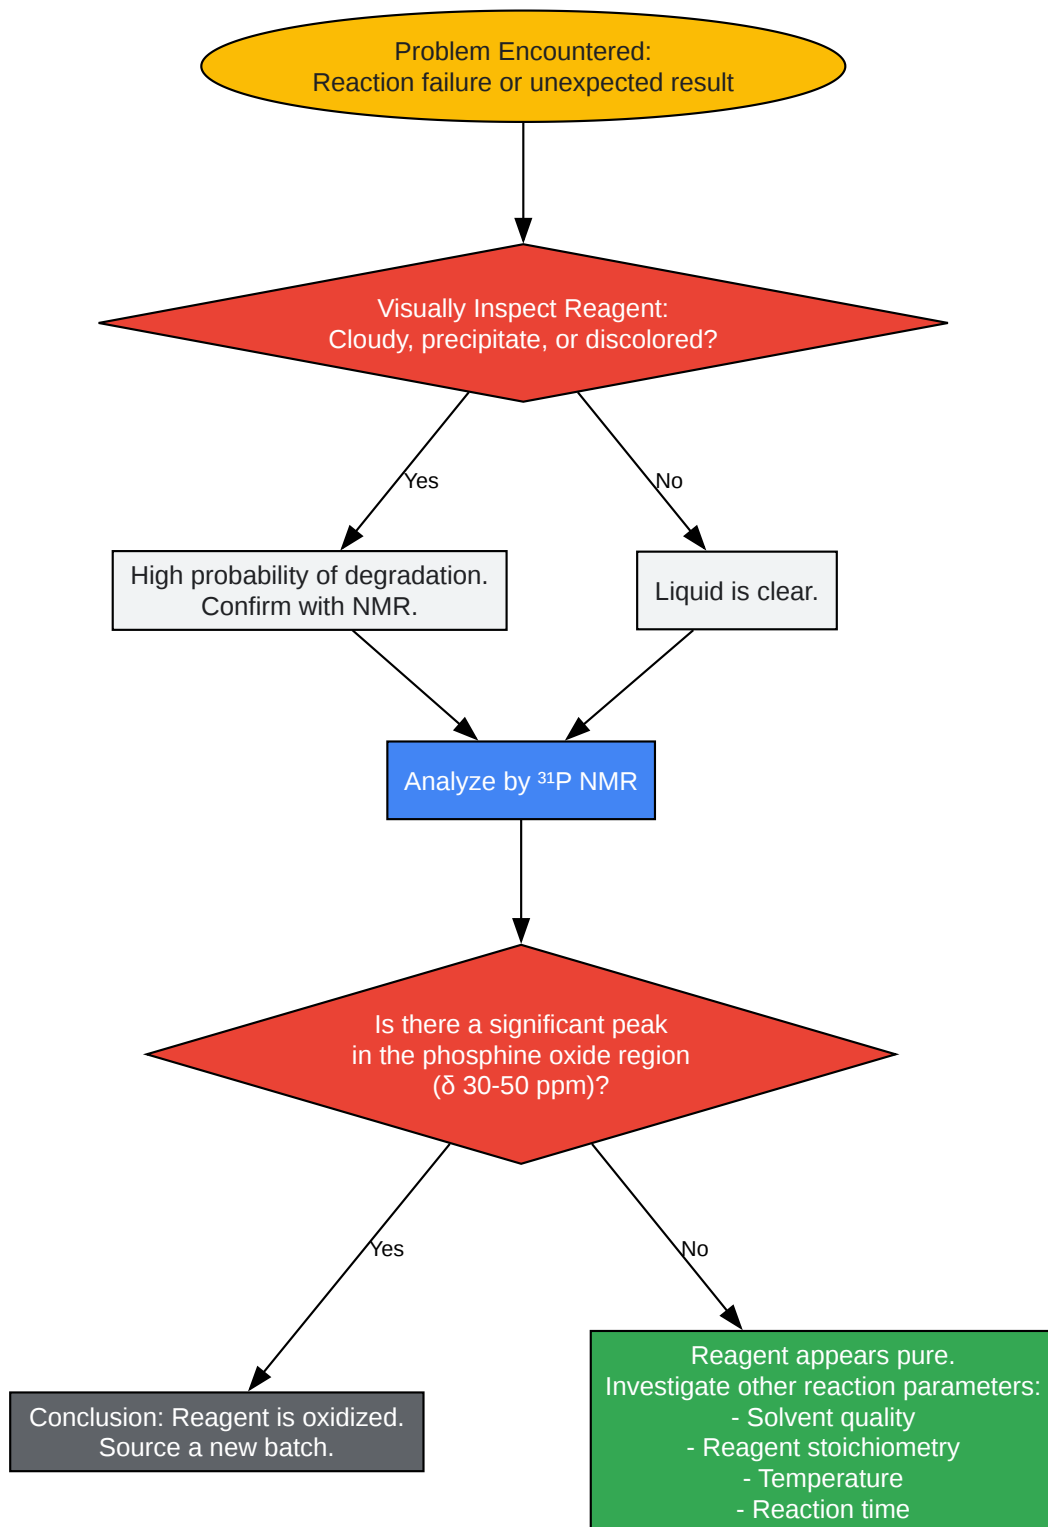 Problem Encountered:
Reaction failure or unexpected result
Visually Inspect Reagent:
Cloudy, precipitate, or discolored?
Yes
No
High probability of degradation.
Confirm with NMR.
Liquid is clear.
Analyze by ³¹P NMR
Is there a significant peak
in the phosphine oxide region
(δ 30-50 ppm)?
Yes
No
Conclusion: Reagent is oxidized.
Source a new batch.
Reagent appears pure.
Investigate other reaction parameters:
- Solvent quality
- Reagent stoichiometry
- Temperature
- Reaction time